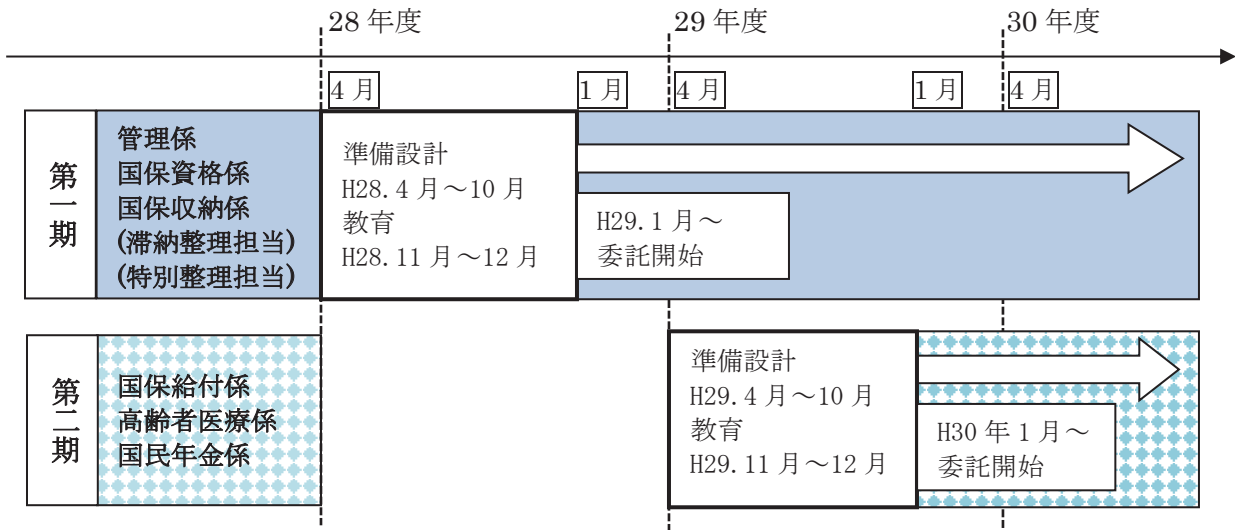 28 年度
29 年度
30 年度
4 月
1 月
4 月
1 月
4 月
第一期
管理係
国保資格係
国保収納係
(滞納整理担当)
(特別整理担当)
準備設計
H28.4 月～10 月
教育
H28.11 月～12 月
H29.1 月～
委託開始
第二期
国保給付係
高齢者医療係
国民年金係
準備設計
H29.4 月～10 月
教育
H29.11 月～12 月
H30 年 1 月～
委託開始